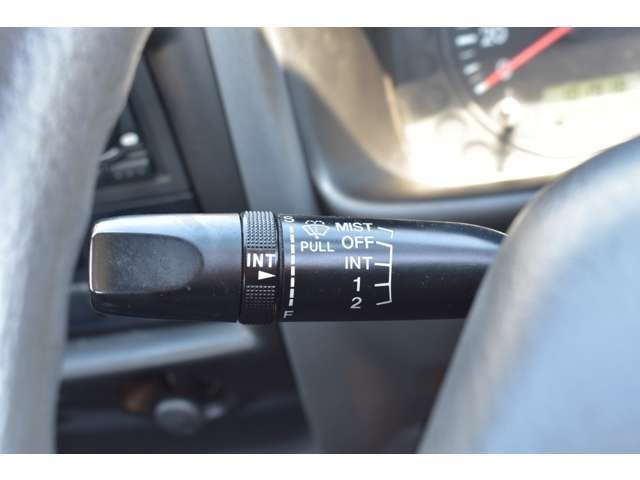 20
S
MIST
PULL OFF
INT INT
1
2
F